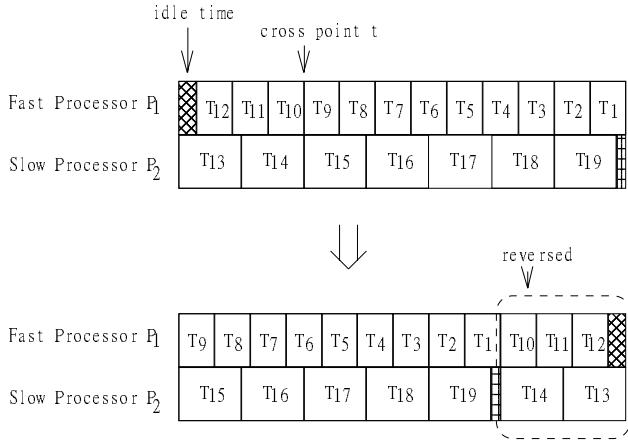 idle time
cross point t
Fast Processor P1 T12 T11 T10 T9 T8 T7 T6 T5 T4 T3 T2 T1
Slow Processor P2 T13 T14 T15 T16 T17 T18 T19
reversed
Fast Processor P1 T9 T8 T7 T6 T5 T4 T3 T2 T1 T10 T11 T12
Slow Processor P2 T15 T16 T17 T18 T19 T14 T13